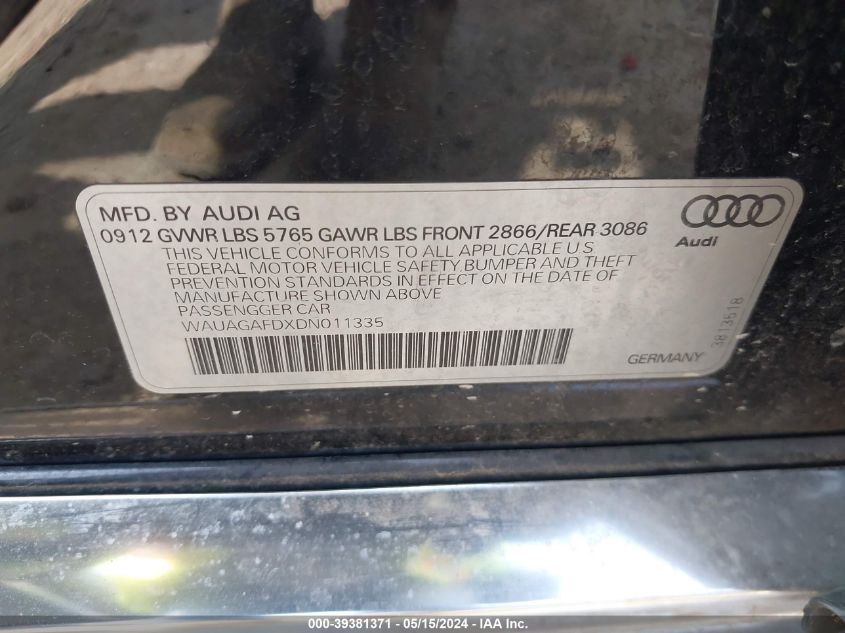 MFD. BY AUDI AG
0912 GVWR LBS 5765 GAWR LBS FRONT 2866/REAR 3086
THIS VEHICLE CONFORMS TO ALL APPLICABLE U S
FEDERAL MOTOR VEHICLE SAFETY BUMPER AND THEFT
PREVENTION STANDARDS IN EFFECT ON THE DATE OF
MANUFACTURE SHOWN ABOVE
PASSENGGER CAR
WAUAGAFDXDN011335
Audi
3813518
GERMANY
000-39381371 - 05/15/2024 - IAA Inc.